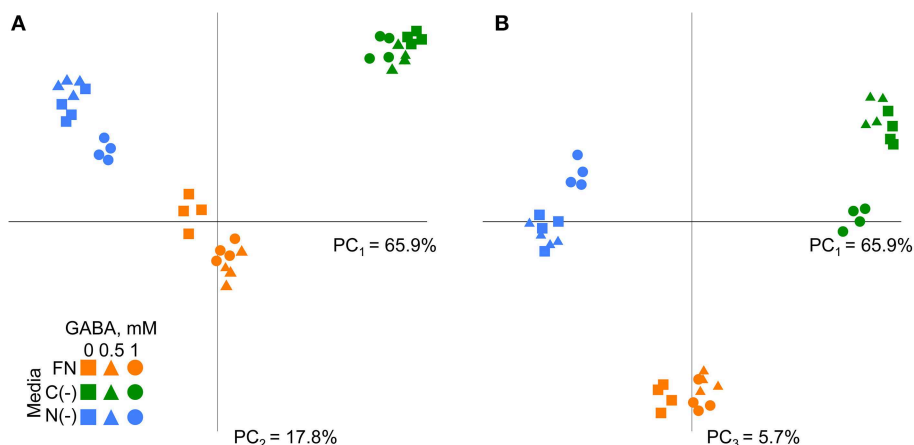 A
B
PC1 = 65.9%
PC1 = 65.9%
GABA, mM
0 0.5 1
Media
FN
C(-)
N(-)
PC2 = 17.8%
PC3 = 5.7%